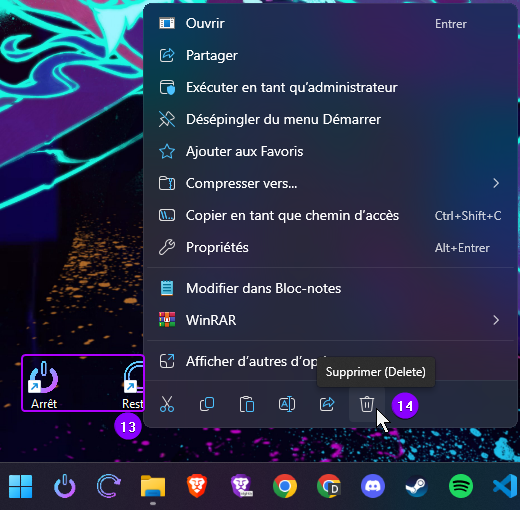 Ouvrir Entrer
Partager
Exécuter en tant qu'administrateur
Désépingler du menu Démarrer
Ajouter aux Favoris
Compresser vers...
Copier en tant que chemin d'accès Ctrl+Shift+C
Propriétés Alt+Entrer
Modifier dans Bloc-notes
WinRAR
Afficher d'autres d'op
Supprimer (Delete)
Arrêt Rest
13
14